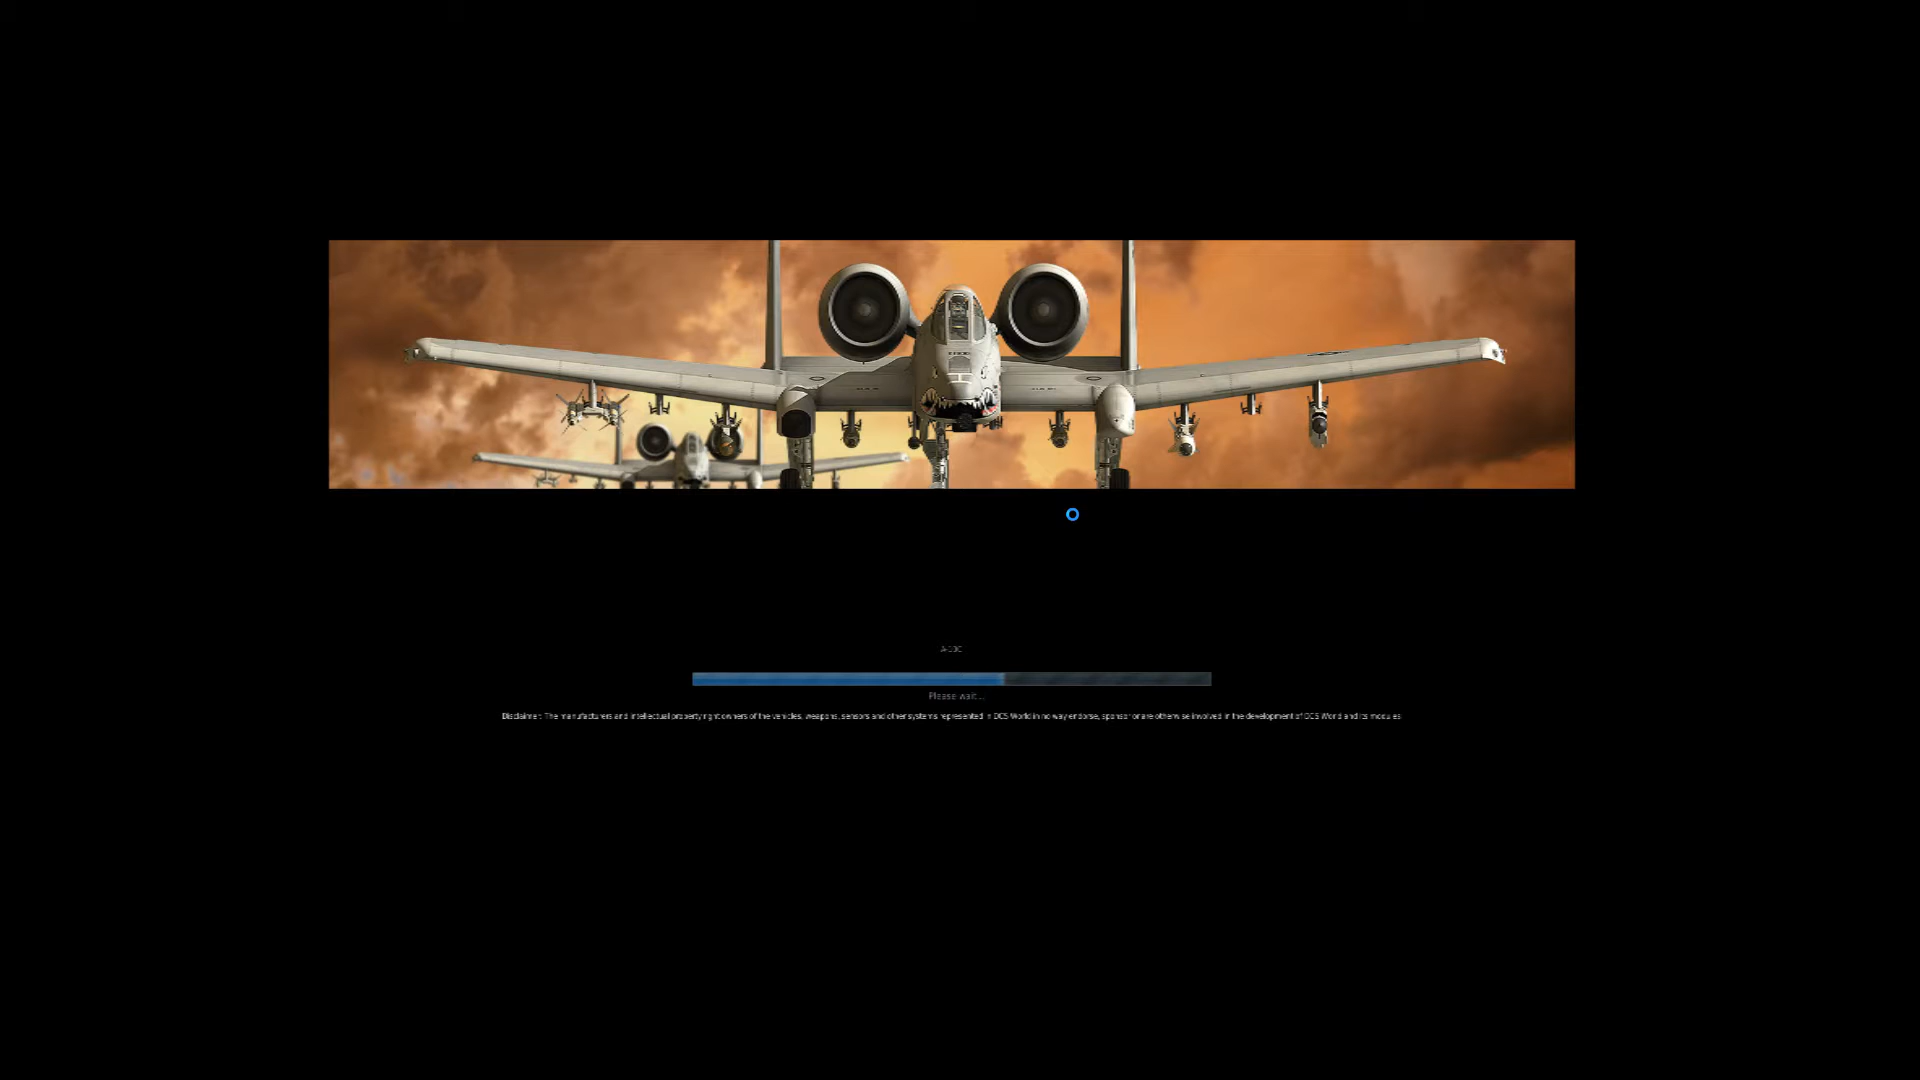 A-10C
Please wait...
Disclaimer: The manufacturers and intellectual property right owners of the vehicles, weapons, sensors and other systems represented in DCS World in no way endorse, sponsor or are otherwise involved in the development of DCS World and its modules